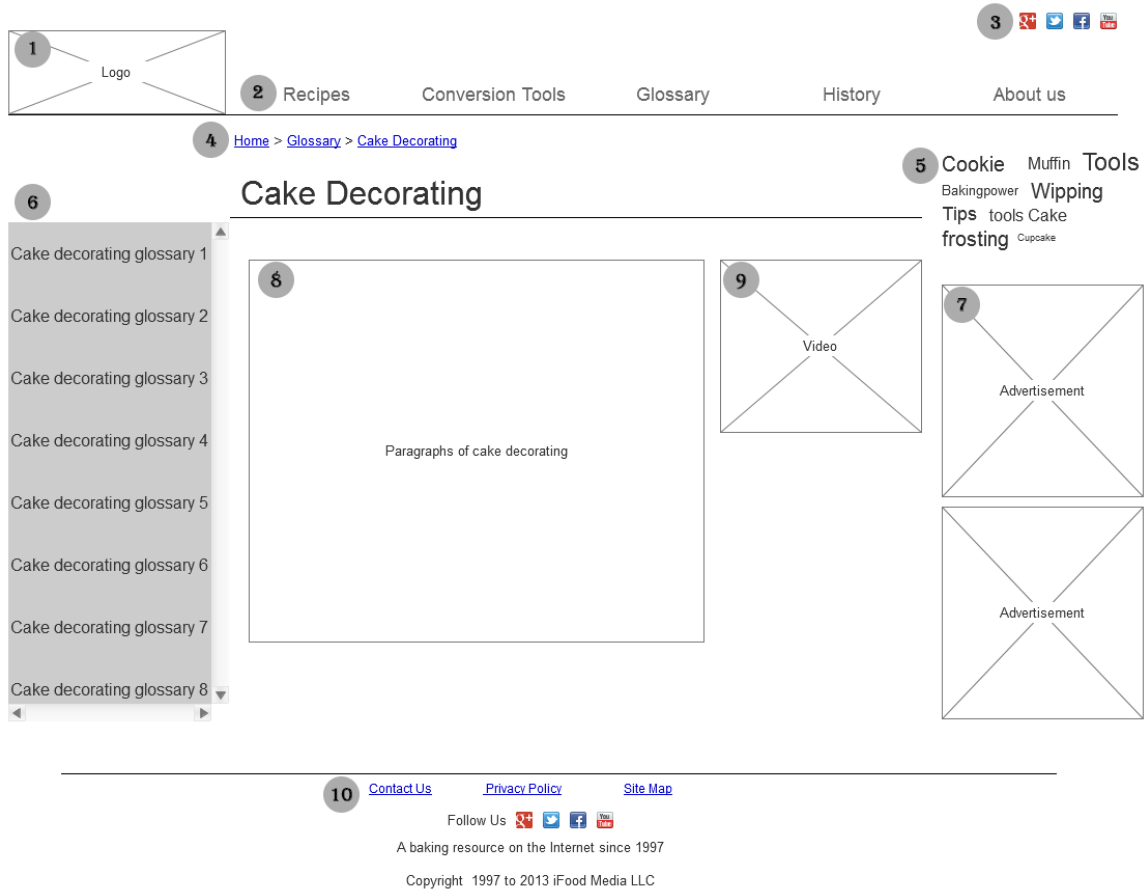 3
You Tube
1
Logo
2 Recipes Conversion Tools Glossary History About us
4 Home > Glossary > Cake Decorating
5 Cookie Muffin Tools
Bakingpower Wipping
Tips tools Cake
frosting Cupcake
Cake Decorating
6
Cake decorating glossary 1
Cake decorating glossary 2
Cake decorating glossary 3
Cake decorating glossary 4
Cake decorating glossary 5
Cake decorating glossary 6
Cake decorating glossary 7
Cake decorating glossary 8
8
Paragraphs of cake decorating
9
Video
7
Advertisement
Advertisement
10 Contact Us Privacy Policy Site Map
Follow Us You Tube
A baking resource on the Internet since 1997
Copyright 1997 to 2013 iFood Media LLC